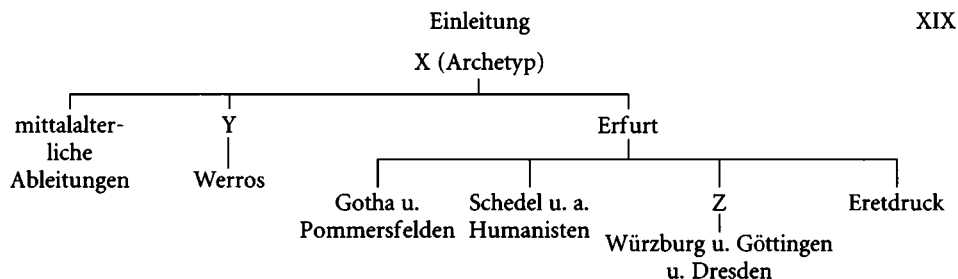 Einleitung XIX
X (Archetyp)
mittalalter- Y Erfurt
liche
Ableitungen Werros
Gotha u. Schedel u. a. Z Eretdruck
Pommersfelden Humanisten
Würzburg u. Göttingen
u. Dresden